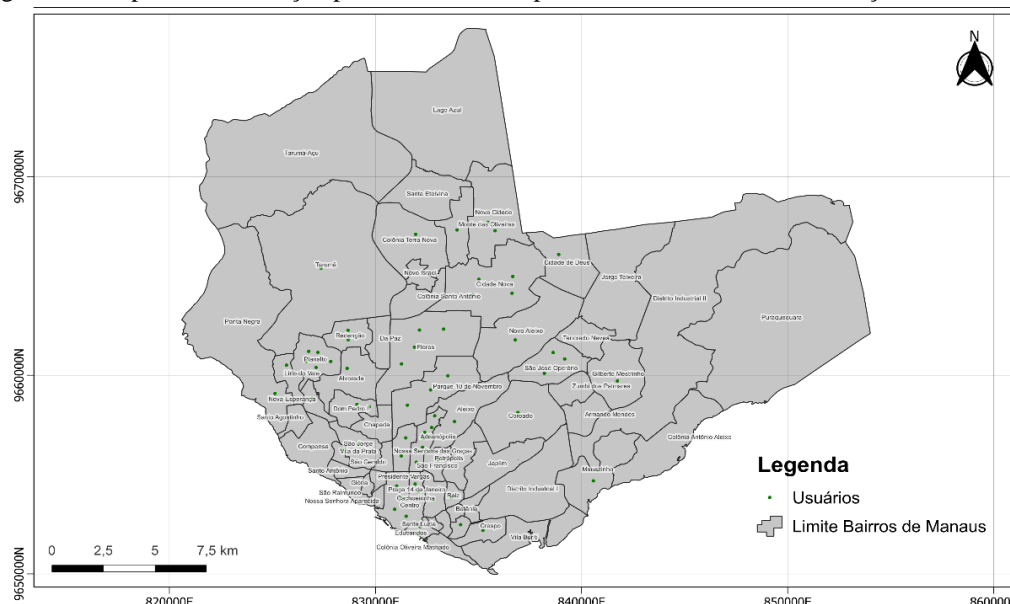 N
9670000N
9660000N
9650000N
Lago Azul
Tarumã-Açu
Santa Etelvina
Nova Cidade
Monte das Oliveiras
Colônia Terra Nova
Cidade de Deus
Tarumã
Novo Israel
Jorge Teixeira
Cidade Nova
Colônia Santo Antônio
Distrito Industrial II
Ponta Negra
Puraquequara
Redenção
Da Paz
Flores
Novo Aleixo
Tancredo Neves
Planalto
Lírio do Vale
Alvorada
São José Operário
Gilberto Mestrinho
Parque 10 de Novembro
Zumbi dos Palmares
Nova Esperança
Dom Pedro
Aleixo
Santo Agostinho
Chapada
Coroado
Armando Mendes
Adrianópolis
Colônia Antônio Aleixo
Compensa
São Jorge
Vila da Prata
Nossa Senhora das Graças
São Geraldo
Petrópolis
São Francisco
Japiim
Santo Antônio
Mauazinho
Presidente Vargas
Glória
Praça 14 de Janeiro
Distrito Industrial I
São Raimundo
Cachoeirinha
Raiz
Nossa Senhora Aparecida
Centro
Betânia
Santa Luzia
Crespo
Educandos
Vila Buriti
Colônia Oliveira Machado
Legenda
Usuários
Limite Bairros de Manaus
0 2,5 5 7,5 km
820000E 830000E 840000E 850000E